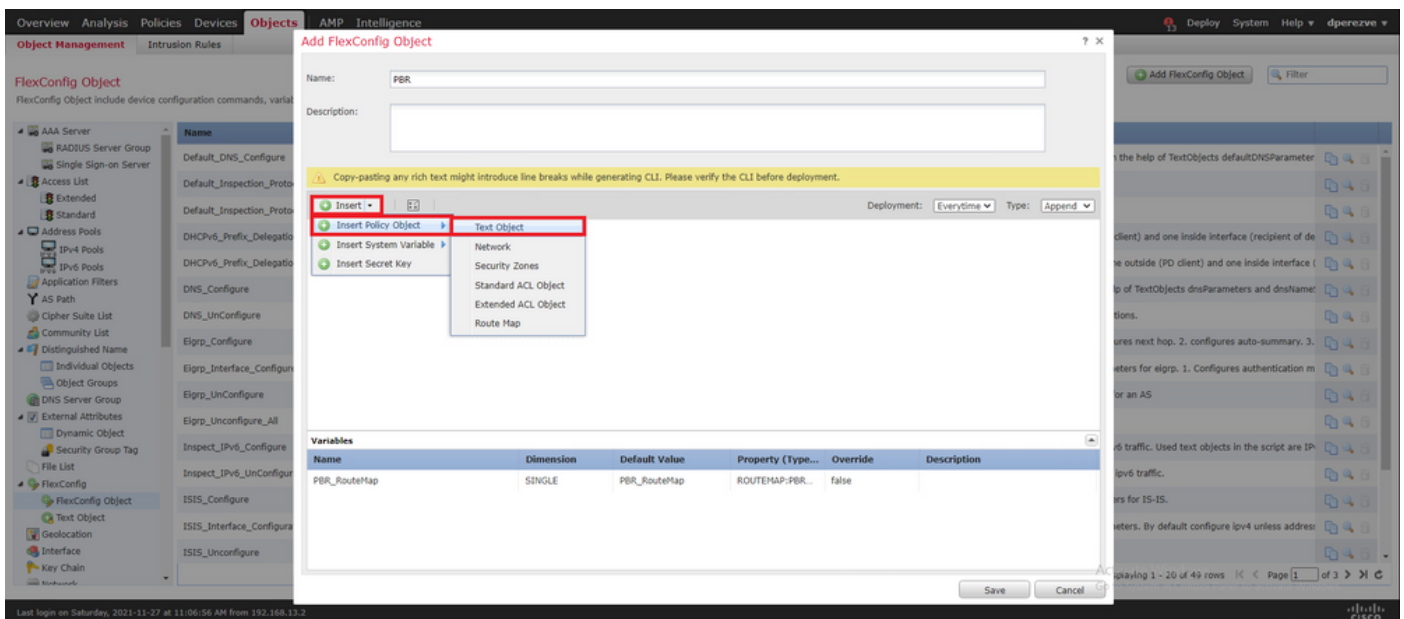 Overview Analysis Policies Devices Objects AMP Intelligence
13 Deploy System Help dperezve
Object Management Intrusion Rules
FlexConfig Object
FlexConfig Object include device configuration commands, variab
Add FlexConfig Object Filter
AAA Server
RADIUS Server Group
Single Sign-on Server
Access List
Extended
Standard
Address Pools
IPv4 Pools
IPv6 Pools
Application Filters
AS Path
Cipher Suite List
Community List
Distinguished Name
Individual Objects
Object Groups
DNS Server Group
External Attributes
Dynamic Object
Security Group Tag
File List
FlexConfig
FlexConfig Object
Text Object
Geolocation
Interface
Key Chain
Network
Name
Default_DNS_Configure
Default_Inspection_Proto
Default_Inspection_Proto
DHCPv6_Prefix_Delegatio
DHCPv6_Prefix_Delegatio
DNS_Configure
DNS_UnConfigure
Eigrp_Configure
Eigrp_Interface_Configure
Eigrp_UnConfigure
Eigrp_Unconfigure_All
Inspect_IPv6_Configure
Inspect_IPv6_UnConfigur
ISIS_Configure
ISIS_Interface_Configura
ISIS_Unconfigure
Add FlexConfig Object ? ×
Name: PBR
Description:
Copy-pasting any rich text might introduce line breaks while generating CLI. Please verify the CLI before deployment.
Insert Deployment: Everytime Type: Append
Insert Policy Object
Insert System Variable
Insert Secret Key
Text Object
Network
Security Zones
Standard ACL Object
Extended ACL Object
Route Map
Variables
Name Dimension Default Value Property (Type... Override Description
PBR_RouteMap SINGLE PBR_RouteMap ROUTEMAP:PBR... false
Save Cancel
the help of TextObjects defaultDNSParameter
client) and one inside interface (recipient of de
e outside (PD client) and one inside interface (
p of TextObjects dnsParameters and dnsName
tions.
ures next hop. 2. configures auto-summary. 3.
eters for eigrp. 1. Configures authentication m
or an AS
v6 traffic. Used text objects in the script are IP
ipv6 traffic.
ers for IS-IS.
eters. By default configure ipv4 unless address
Displaying 1 - 20 of 49 rows Page 1 of 3
Last login on Saturday, 2021-11-27 at 11:06:56 AM from 192.168.13.2
CISCO